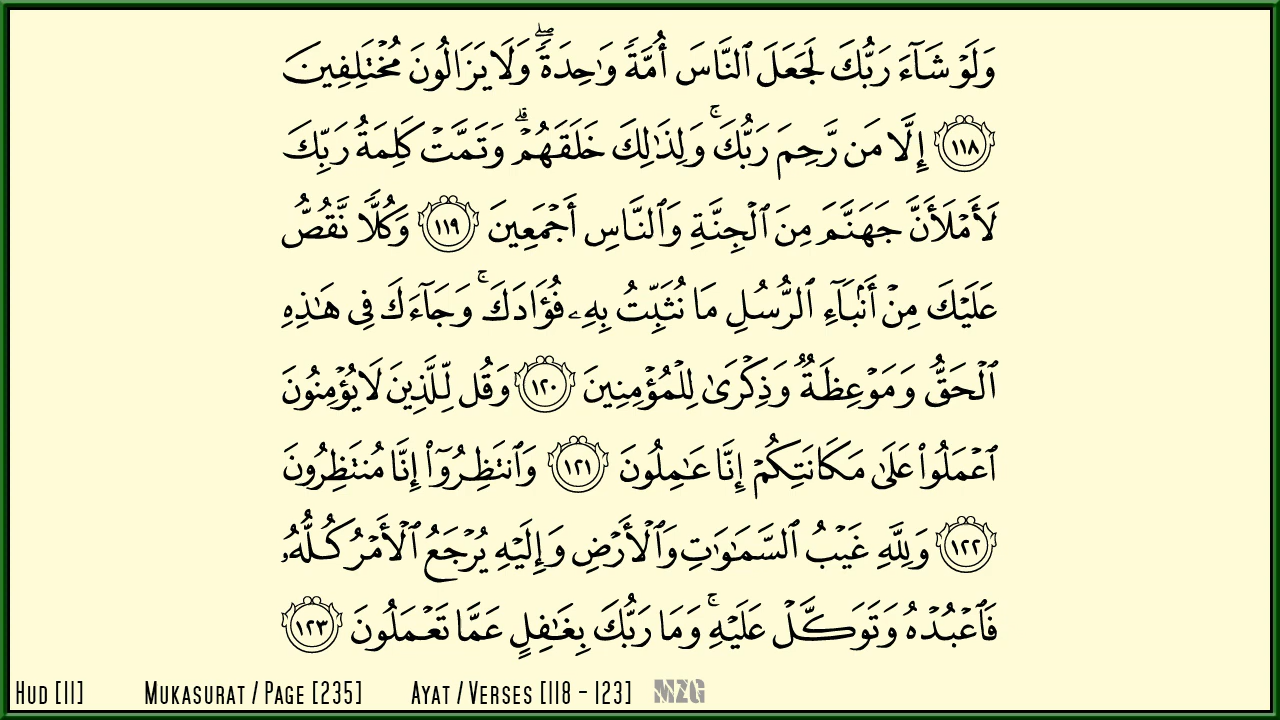 وَلَوۡ شَآءَ رَبُّكَ لَجَعَلَ ٱلنَّاسَ أُمَّةً وَٰحِدَةًۖ وَلَا يَزَالُونَ مُخۡتَلِفِينَ
١١٨ إِلَّا مَن رَّحِمَ رَبُّكَۚ وَلِذَٰلِكَ خَلَقَهُمۡۗ وَتَمَّتۡ كَلِمَةُ رَبِّكَ
لَأَمۡلَأَنَّ جَهَنَّمَ مِنَ ٱلۡجِنَّةِ وَٱلنَّاسِ أَجۡمَعِينَ ١١٩ وَكُلّٗا نَّقُصُّ
عَلَيۡكَ مِنۡ أَنۢبَآءِ ٱلرُّسُلِ مَا نُثَبِّتُ بِهِۦ فُؤَادَكَۚ وَجَآءَكَ فِي هَٰذِهِ
ٱلۡحَقُّ وَمَوۡعِظَةٞ وَذِكۡرَىٰ لِلۡمُؤۡمِنِينَ ١٢٠ وَقُل لِّلَّذِينَ لَا يُؤۡمِنُونَ
ٱعۡمَلُواْ عَلَىٰ مَكَانَتِكُمۡ إِنَّا عَٰمِلُونَ ١٢١ وَٱنتَظِرُوٓاْ إِنَّا مُنتَظِرُونَ
١٢٢ وَلِلَّهِ غَيۡبُ ٱلسَّمَٰوَٰتِ وَٱلۡأَرۡضِ وَإِلَيۡهِ يُرۡجَعُ ٱلۡأَمۡرُ كُلُّهُۥ
فَٱعۡبُدۡهُ وَتَوَكَّلۡ عَلَيۡهِۚ وَمَا رَبُّكَ بِغَٰفِلٍ عَمَّا تَعۡمَلُونَ ١٢٣
Hud [11] Mukasurat / Page [235] Ayat / Verses [118 - 123] MZG